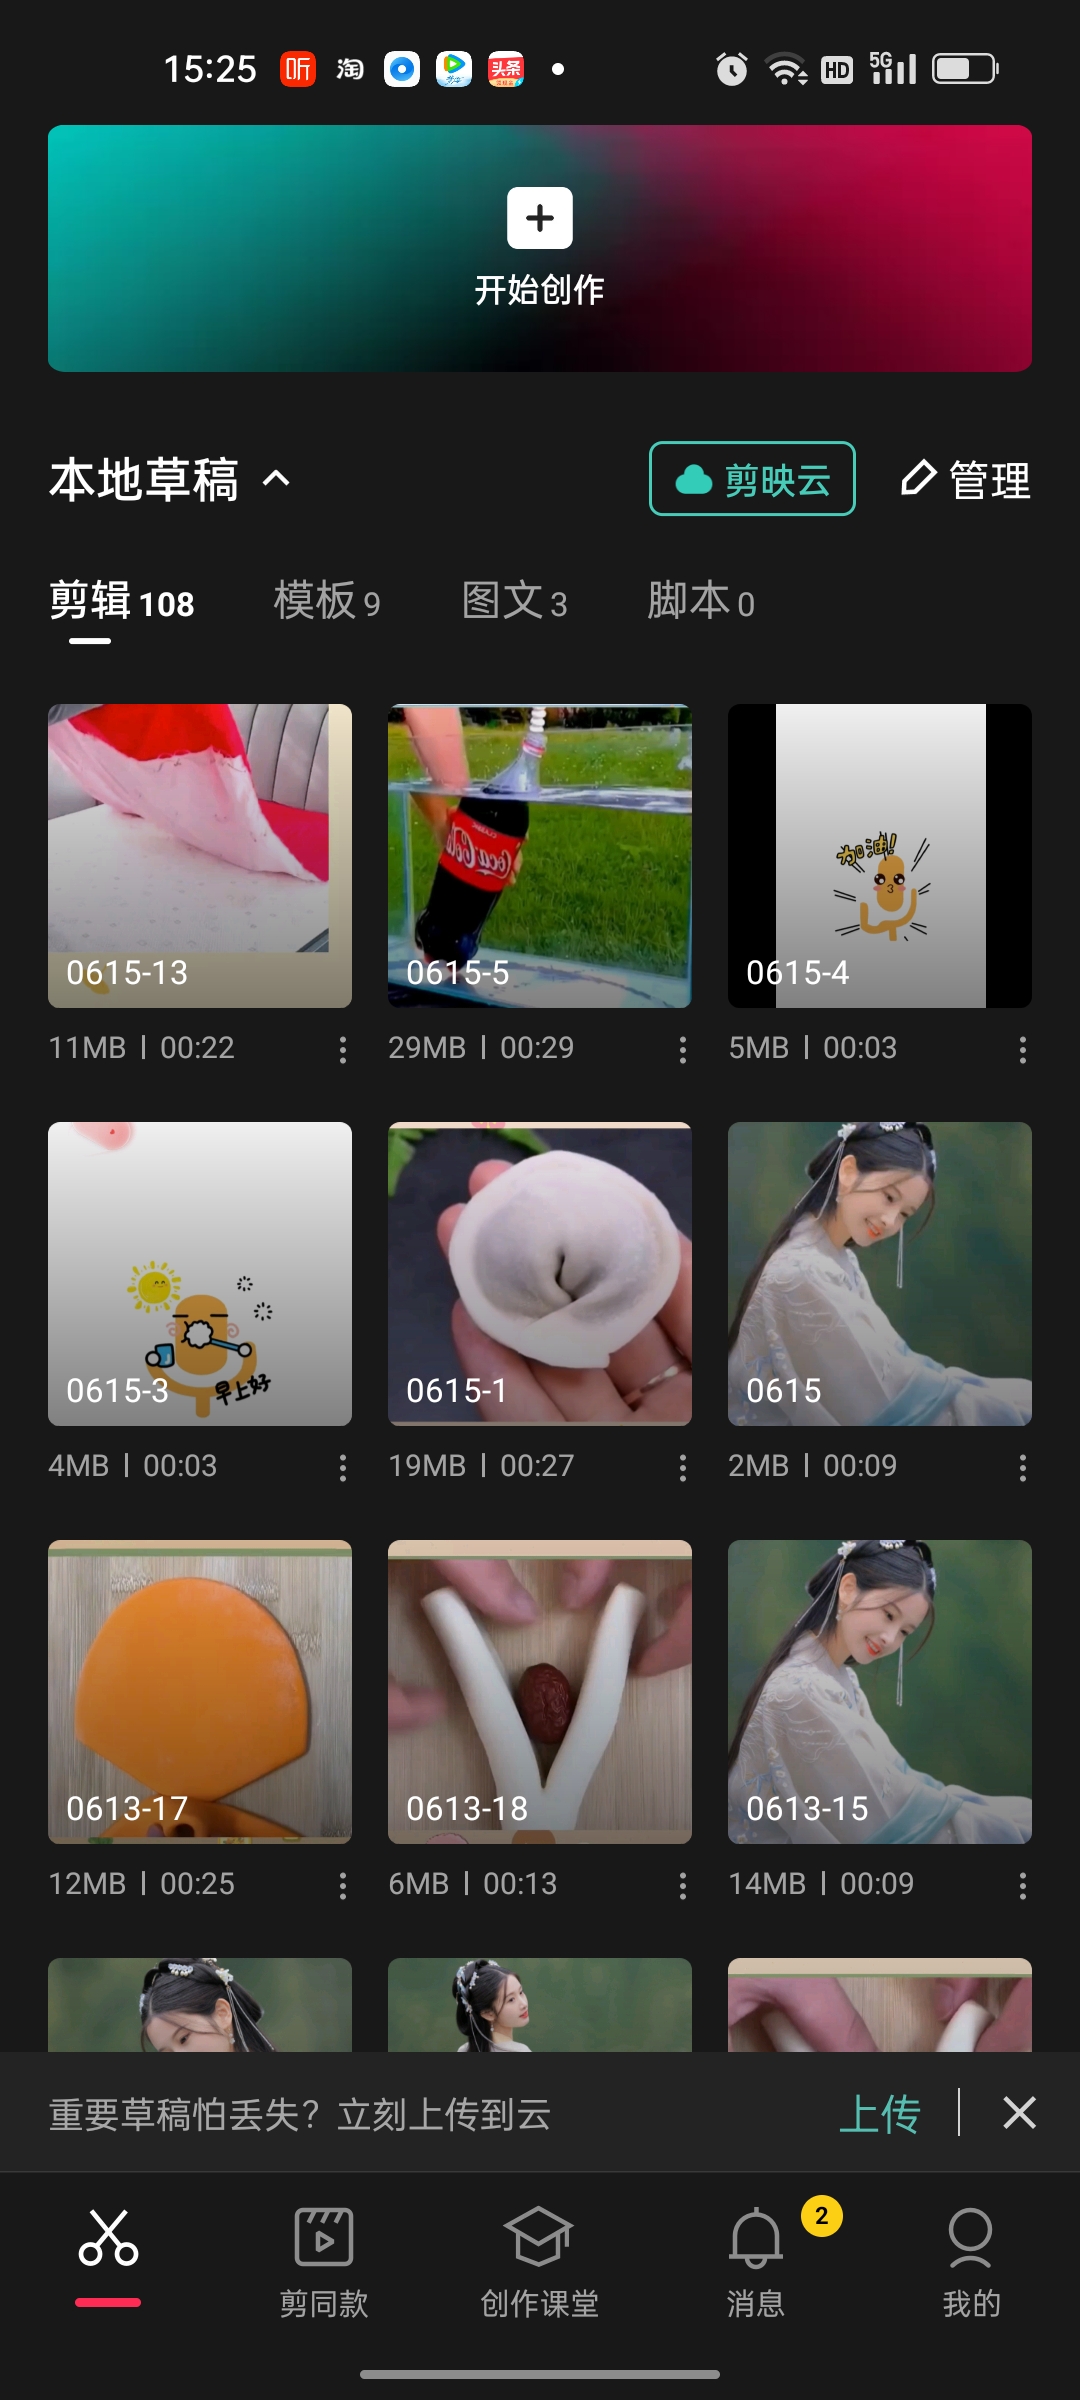 15:25 听 淘 头条 HD 5G
开始创作
本地草稿 剪映云 管理
剪辑 108 模板 9 图文 3 脚本 0
Coca-Cola
加油!
0615-13 0615-5 0615-4
11MB | 00:22 29MB | 00:29 5MB | 00:03
早上好
0615-3 0615-1 0615
4MB | 00:03 19MB | 00:27 2MB | 00:09
0613-17 0613-18 0613-15
12MB | 00:25 6MB | 00:13 14MB | 00:09
重要草稿怕丢失? 立刻上传到云 上传
2
剪同款 创作课堂 消息 我的